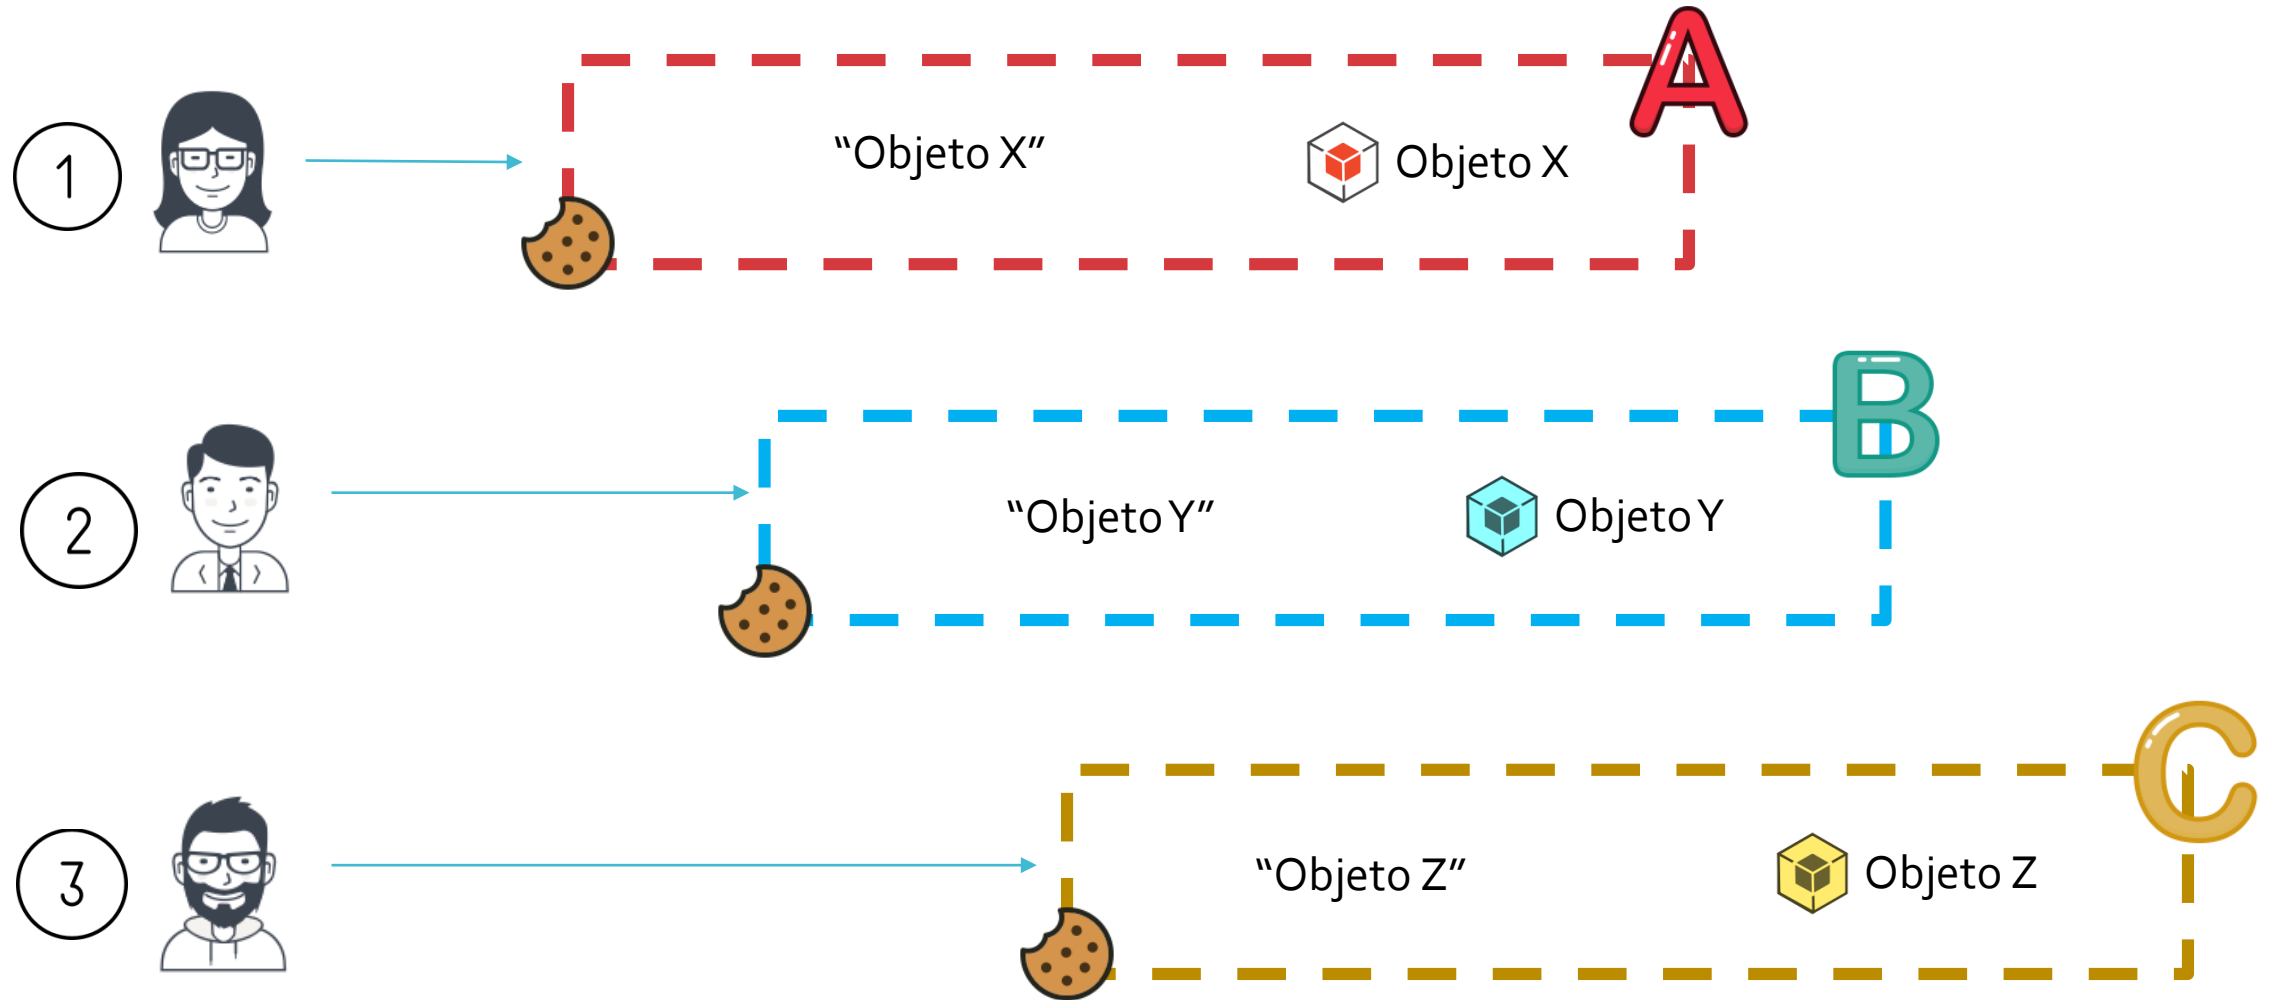 A
1
“Objeto X”
Objeto X
B
2
“Objeto Y”
Objeto Y
C
3
“Objeto Z”
Objeto Z